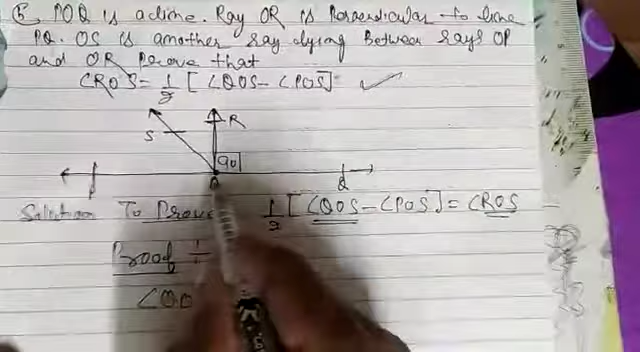 5, POQ is a line. Ray OR is Perpendicular to line
PQ. OS is another ray lying Between rays OP
and OR Prove that
∠ROS = 1/2 [∠QOS - ∠POS]
S R
90
Q
Solution To Prove 1/2 [∠QOS - ∠POS] = ∠ROS
Proof
∠QO